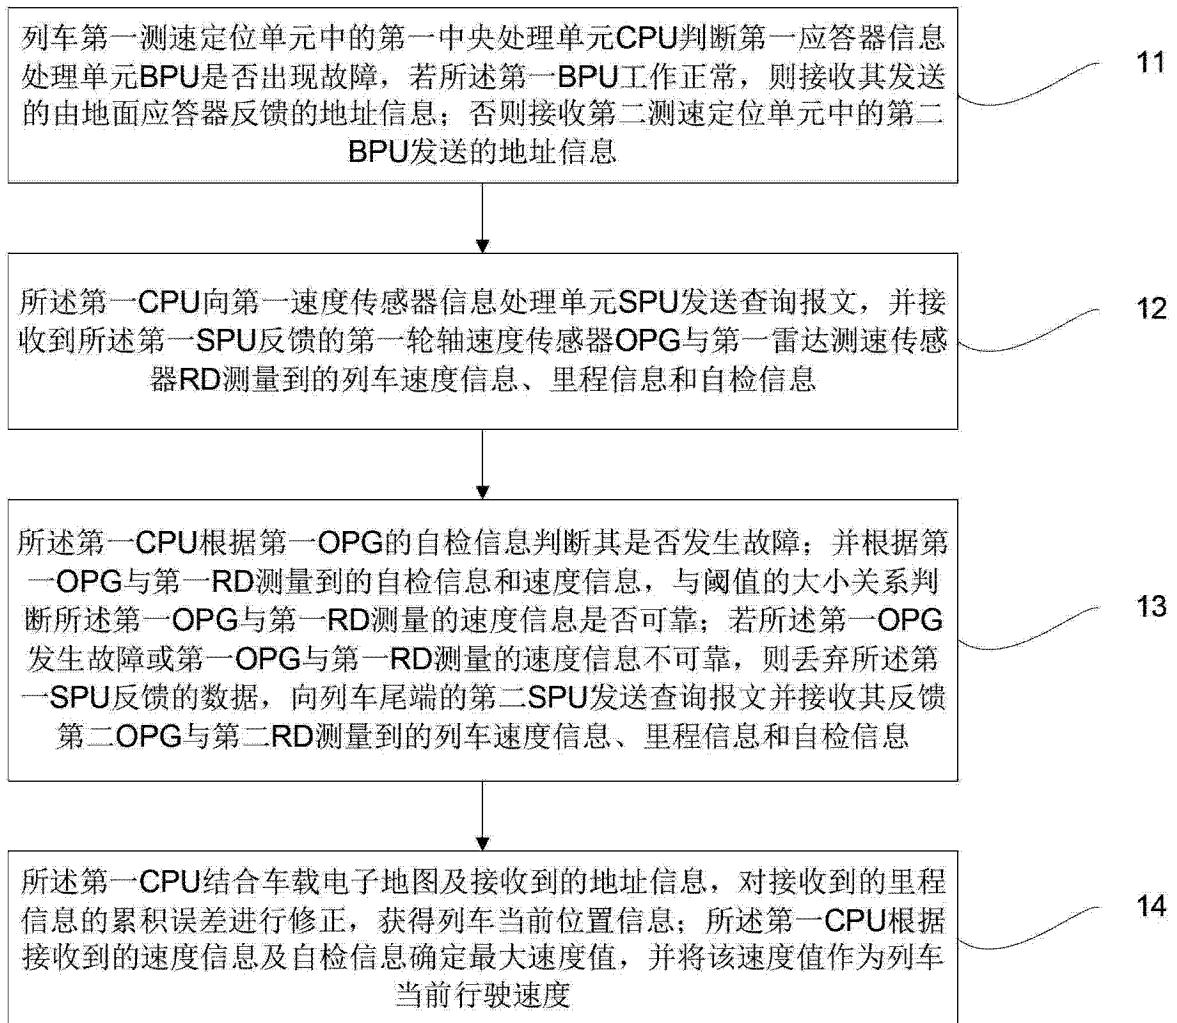 列车第一测速定位单元中的第一中央处理单元CPU判断第一应答器信息
处理单元BPU是否出现故障，若所述第一BPU工作正常，则接收其发送
的由地面应答器反馈的地址信息；否则接收第二测速定位单元中的第二
BPU发送的地址信息
11
所述第一CPU向第一速度传感器信息处理单元SPU发送查询报文，并接
收到所述第一SPU反馈的第一轮轴速度传感器OPG与第一雷达测速传感
器RD测量到的列车速度信息、里程信息和自检信息
12
所述第一CPU根据第一OPG的自检信息判断其是否发生故障；并根据第
一OPG与第一RD测量到的自检信息和速度信息，与阈值的大小关系判
断所述第一OPG与第一RD测量的速度信息是否可靠；若所述第一OPG
发生故障或第一OPG与第一RD测量的速度信息不可靠，则丢弃所述第
一SPU反馈的数据，向列车尾端的第二SPU发送查询报文并接收其反馈
第二OPG与第二RD测量到的列车速度信息、里程信息和自检信息
13
所述第一CPU结合车载电子地图及接收到的地址信息，对接收到的里程
信息的累积误差进行修正，获得列车当前位置信息；所述第一CPU根据
接收到的速度信息及自检信息确定最大速度值，并将该速度值作为列车
当前行驶速度
14